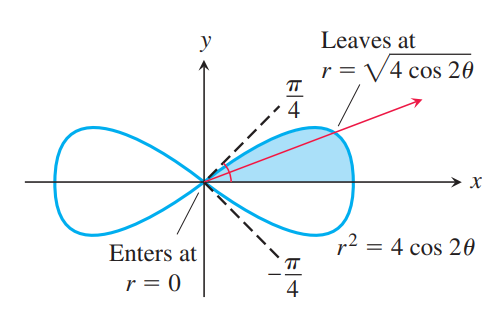 y
Leaves at
r = √4 cos 2θ
π/4
x
Enters at
r = 0
r² = 4 cos 2θ
−π/4